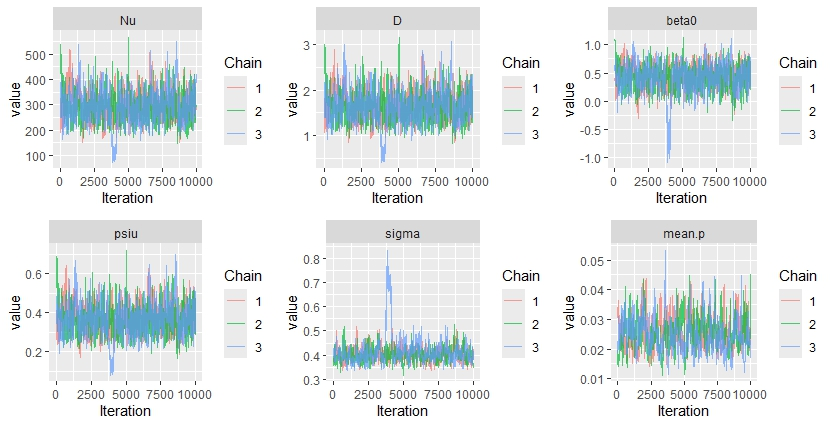 Nu
value
500
400
300
200
100
0 2500 5000 7500 10000
Iteration
Chain
1
2
3
D
value
3
2
1
0 2500 5000 7500 10000
Iteration
Chain
1
2
3
beta0
value
1.0
0.5
0.0
-0.5
-1.0
0 2500 5000 7500 10000
Iteration
Chain
1
2
3
psiu
value
0.6
0.4
0.2
0 2500 5000 7500 10000
Iteration
Chain
1
2
3
sigma
value
0.8
0.7
0.6
0.5
0.4
0.3
0 2500 5000 7500 10000
Iteration
Chain
1
2
3
mean.p
value
0.05
0.04
0.03
0.02
0.01
0 2500 5000 7500 10000
Iteration
Chain
1
2
3